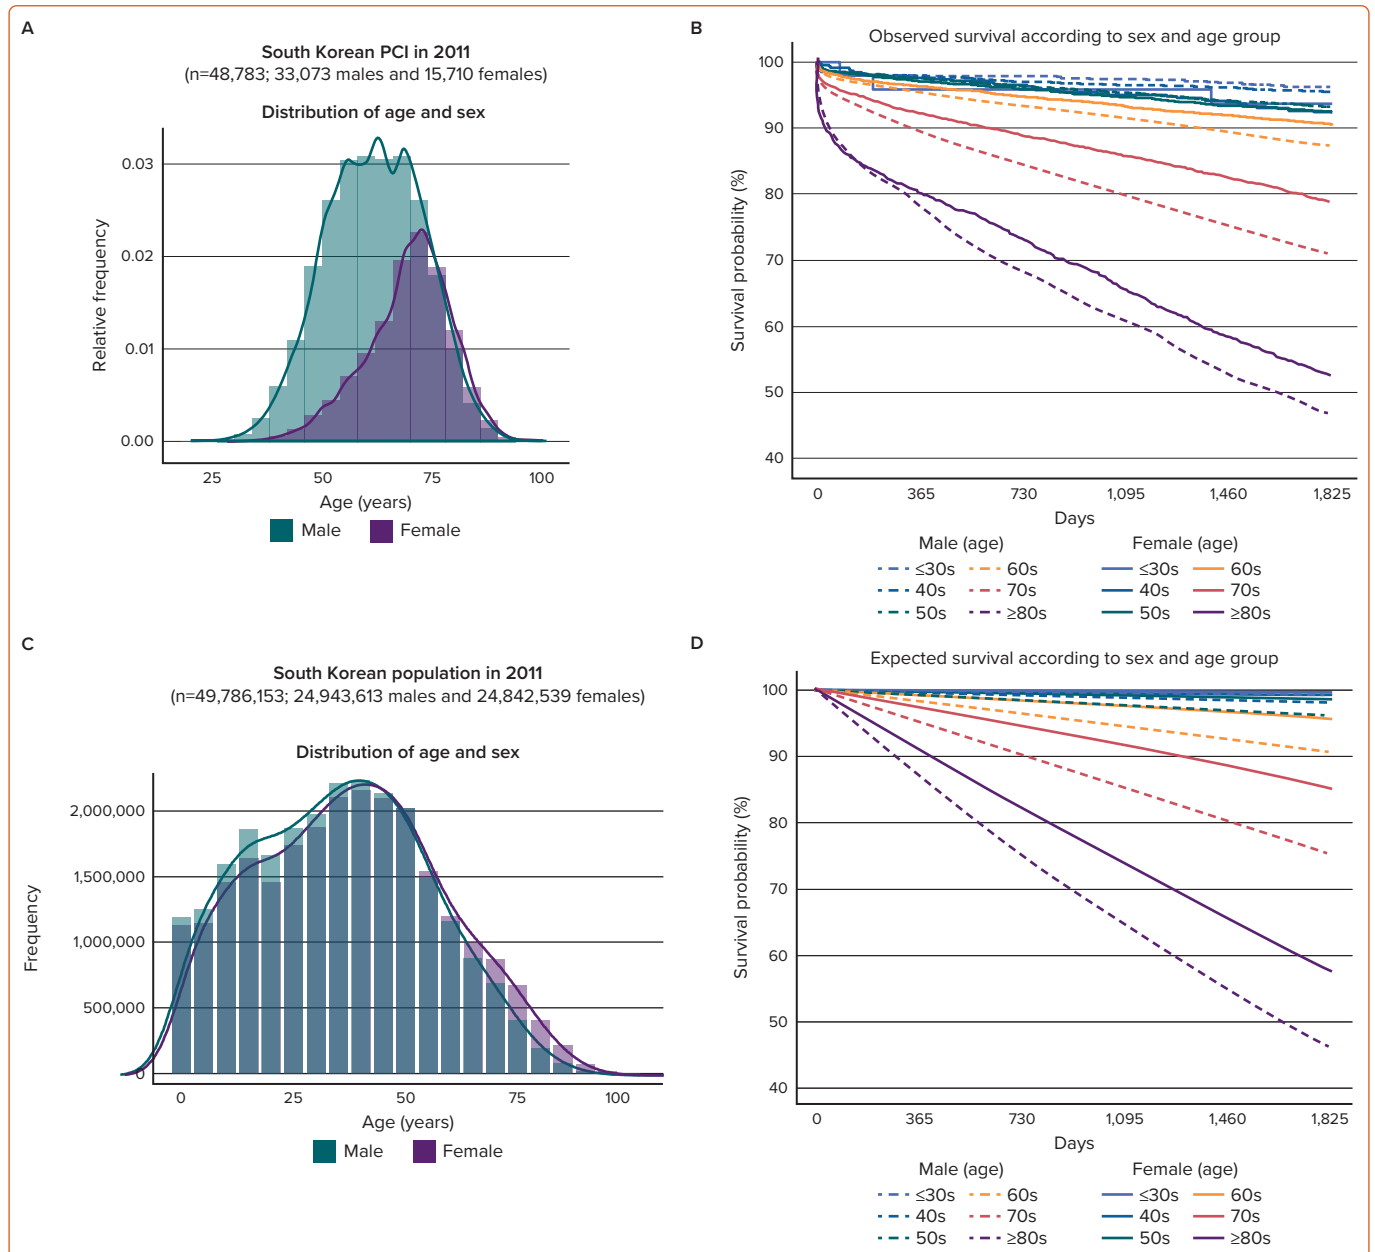 A
South Korean PCI in 2011
(n=48,783; 33,073 males and 15,710 females)
Distribution of age and sex
Relative frequency
0.03
0.02
0.01
0.00
25 50 75 100
Age (years)
Male Female
B
Observed survival according to sex and age group
Survival probability (%)
100
90
80
70
60
50
40
0 365 730 1,095 1,460 1,825
Days
Male (age) Female (age)
≤30s 60s ≤30s 60s
40s 70s 40s 70s
50s ≥80s 50s ≥80s
C
South Korean population in 2011
(n=49,786,153; 24,943,613 males and 24,842,539 females)
Distribution of age and sex
Frequency
2,000,000
1,500,000
1,000,000
500,000
0
0 25 50 75 100
Age (years)
Male Female
D
Expected survival according to sex and age group
Survival probability (%)
100
90
80
70
60
50
40
0 365 730 1,095 1,460 1,825
Days
Male (age) Female (age)
≤30s 60s ≤30s 60s
40s 70s 40s 70s
50s ≥80s 50s ≥80s